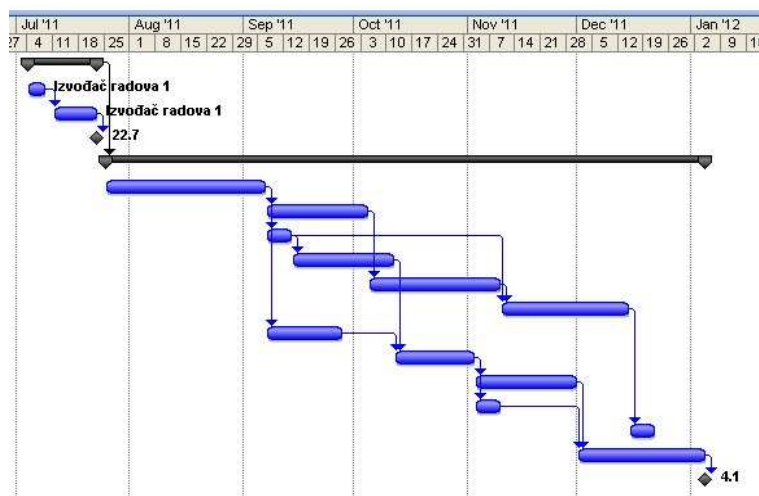 Jul '11 Aug '11 Sep '11 Oct '11 Nov '11 Dec '11 Jan '12
27 4 11 18 25 1 8 15 22 29 5 12 19 26 3 10 17 24 31 7 14 21 28 5 12 19 26 2 9
Izvođač radova 1
Izvođač radova 1
22.7
4.1